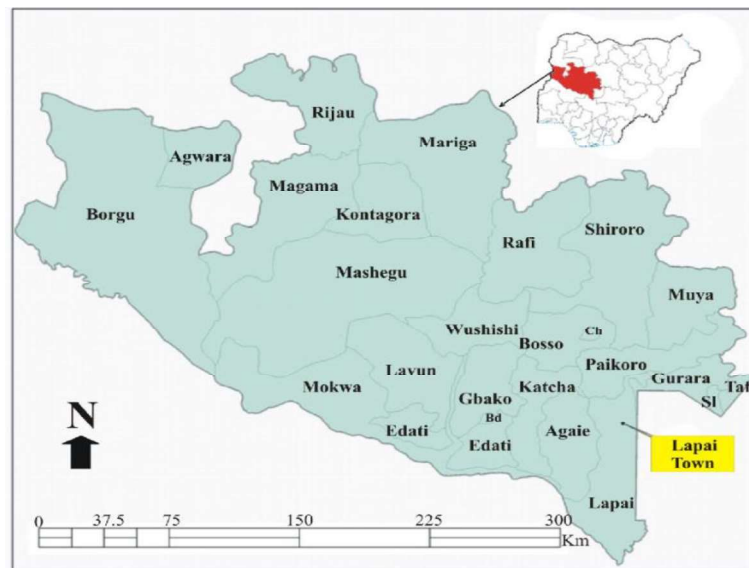 Rijau
Mariga
Agwara
Magama
Borgu
Kontagora
Shiroro
Rafi
Mashegu
Muya
Wushishi
Ch
Bosso
Paikoro
Lavun
Gurara
Taf
Mokwa
Katcha
Gbako
Sl
N
Bd
Edati
Edati
Agaie
Lapai
Town
Lapai
0 37.5 75 150 225 300
Km